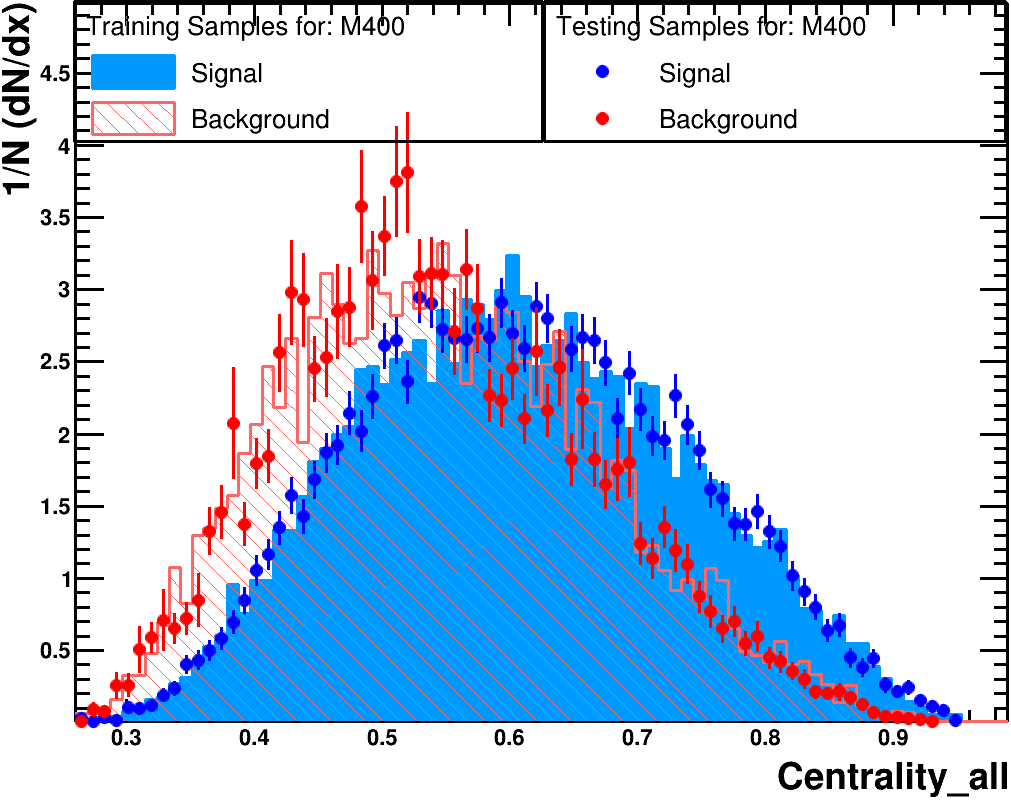 1/N (dN/dx)
Training Samples for: M400
Signal
Background
Testing Samples for: M400
Signal
Background
4.5
4
3.5
3
2.5
2
1.5
1
0.5
0.3 0.4 0.5 0.6 0.7 0.8 0.9
Centrality_all